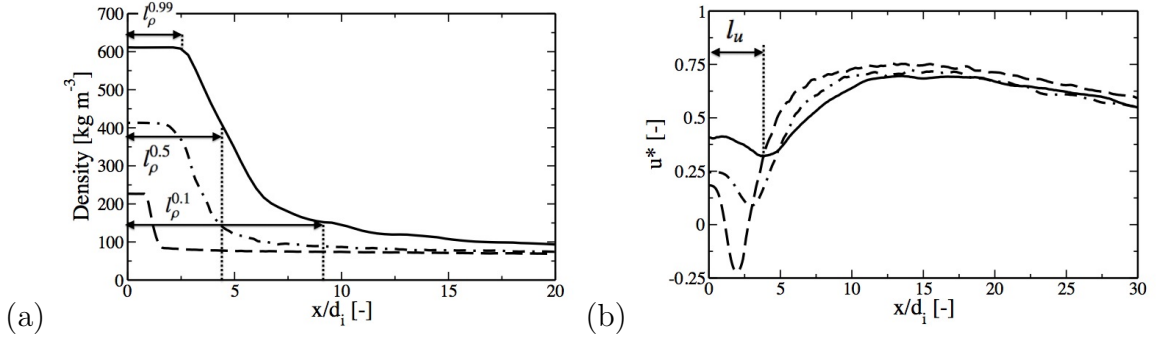 (a)
Density [kg m⁻³]
700
600
500
400
300
200
100
0
l_ρ^0.99
l_ρ^0.5
l_ρ^0.1
0 5 10 15 20
x/d_i [-]
(b)
u* [-]
1
0.75
0.5
0.25
0
-0.25
l_u
0 5 10 15 20 25 30
x/d_i [-]